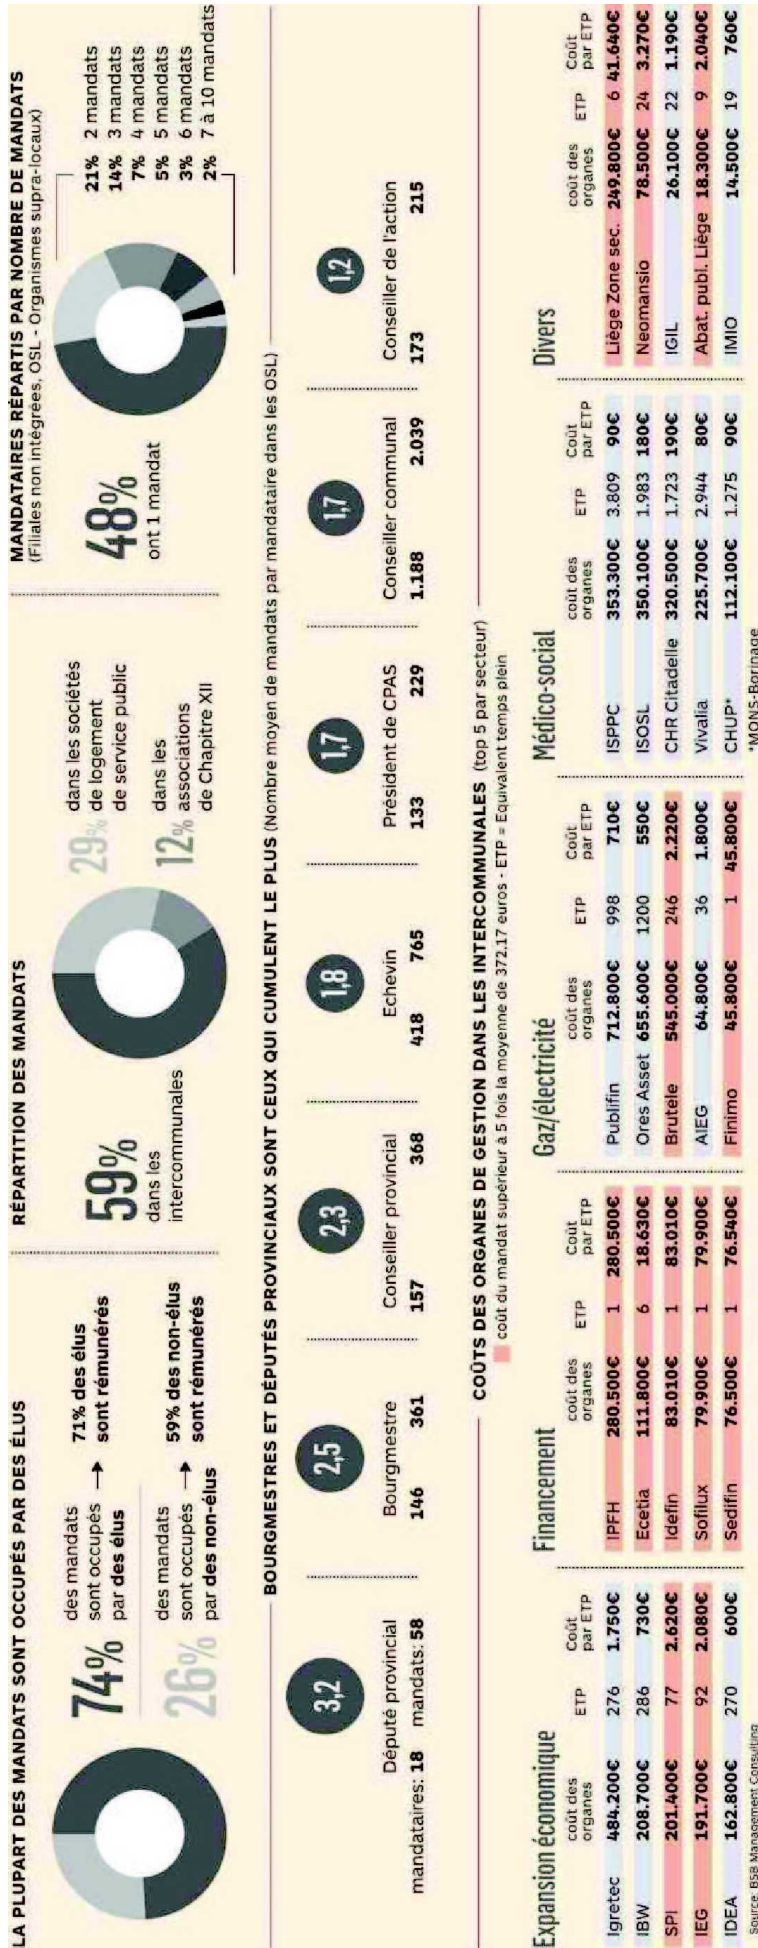 LA PLUPART DES MANDATS SONT OCCUPÉS PAR DES ÉLUS
74%
des mandats
sont occupés
par des élus
71% des élus
sont rémunérés
26%
des mandats
sont occupés
par des non-élus
59% des non-élus
sont rémunérés
RÉPARTITION DES MANDATS
59%
dans les
intercommunales
29%
dans les sociétés
de logement
de service public
12%
dans les
associations
de Chapitre XII
MANDATAIRES RÉPARTIS PAR NOMBRE DE MANDATS
(Filiales non intégrées, OSL - Organismes supra-locaux)
48%
ont 1 mandat
21% 2 mandats
14% 3 mandats
7% 4 mandats
5% 5 mandats
3% 6 mandats
2% 7 à 10 mandats
BOURGMESTRES ET DÉPUTÉS PROVINCIAUX SONT CEUX QUI CUMULENT LE PLUS (Nombre moyen de mandats par mandataire dans les OSL)
3,2
Député provincial
mandataires: 18 mandats: 58
2,5
Bourgmestre
146 361
2,3
Conseiller provincial
157 368
1,8
Echevin
418 765
1,7
Président de CPAS
133 229
1,7
Conseiller communal
1.188 2.039
1,2
Conseiller de l'action
173 215
COÛTS DES ORGANES DE GESTION DANS LES INTERCOMMUNALES (top 5 par secteur)
coût du mandat supérieur à 5 fois la moyenne de 372.17 euros - ETP = Equivalent temps plein
Expansion économique
coût des
organes
ETP
Coût
par ETP
Igretec 484.200€ 276 1.750€
IBW 208.700€ 286 730€
SPI 201.400€ 77 2.620€
IEG 191.700€ 92 2.080€
IDEA 162.800€ 270 600€
Financement
coût des
organes
ETP
Coût
par ETP
IPFH 280.500€ 1 280.500€
Ecetia 111.800€ 6 18.630€
Idefin 83.010€ 1 83.010€
Sofilux 79.900€ 1 79.900€
Sedifin 76.500€ 1 76.540€
Gaz/électricité
coût des
organes
ETP
Coût
par ETP
Publifin 712.800€ 998 710€
Ores Asset 655.600€ 1200 550€
Brutele 545.000€ 246 2.220€
AIEG 64.800€ 36 1.800€
Finimo 45.800€ 1 45.800€
Médico-social
coût des
organes
ETP
Coût
par ETP
ISPPC 353.300€ 3.809 90€
ISOSL 350.100€ 1.983 180€
CHR Citadelle 320.500€ 1.723 190€
Vivalia 225.700€ 2.944 80€
CHUP* 112.100€ 1.275 90€
*MONS-Borinage
Divers
coût des
organes
ETP
Coût
par ETP
Liège Zone sec. 249.800€ 6 41.640€
Neomansio 78.500€ 24 3.270€
IGIL 26.100€ 22 1.190€
Abat. publ. Liège 18.300€ 9 2.040€
IMIO 14.500€ 19 760€
Source: BSB Management Consulting